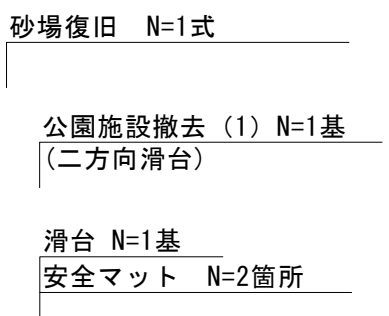 砂場復旧　N=1式
公園施設撤去（1）N=1基
(二方向滑台)
滑台 N=1基
安全マット　N=2箇所